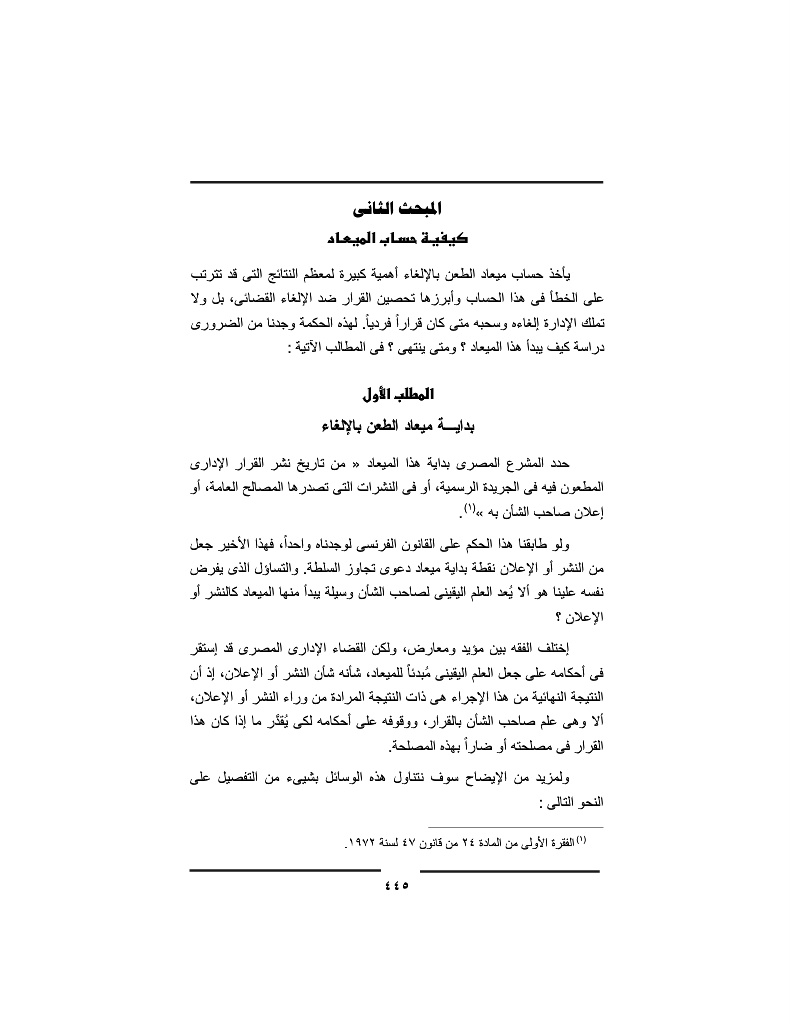 المبحث الثانى
كيفية حساب الميعاد
يأخذ حساب ميعاد الطعن بالإلغاء أهمية كبيرة لمعظم النتائج التى قد تترتب
على الخطأ فى هذا الحساب وأبرزها تحصين القرار ضد الإلغاء القضائى، بل ولا
تملك الإدارة إلغاءه وسحبه متى كان قراراً فردياً. لهذه الحكمة وجدنا من الضرورى
دراسة كيف يبدأ هذا الميعاد ؟ ومتى ينتهى ؟ فى المطالب الآتية :
المطلب الأول
بدايـــة ميعاد الطعن بالإلغاء
حدد المشرع المصرى بداية هذا الميعاد « من تاريخ نشر القرار الإدارى
المطعون فيه فى الجريدة الرسمية، أو فى النشرات التى تصدرها المصالح العامة، أو
إعلان صاحب الشأن به »(١).
ولو طابقنا هذا الحكم على القانون الفرنسى لوجدناه واحداً، فهذا الأخير جعل
من النشر أو الإعلان نقطة بداية ميعاد دعوى تجاوز السلطة. والتساؤل الذى يفرض
نفسه علينا هو ألا يُعد العلم اليقينى لصاحب الشأن وسيلة يبدأ منها الميعاد كالنشر أو
الإعلان ؟
إختلف الفقه بين مؤيد ومعارض، ولكن القضاء الإدارى المصرى قد إستقر
فى أحكامه على جعل العلم اليقينى مُبدئاً للميعاد، شأنه شأن النشر أو الإعلان، إذ أن
النتيجة النهائية من هذا الإجراء هى ذات النتيجة المرادة من وراء النشر أو الإعلان،
ألا وهى علم صاحب الشأن بالقرار، ووقوفه على أحكامه لكى يُقدَّر ما إذا كان هذا
القرار فى مصلحته أو ضاراً بهذه المصلحة.
ولمزيد من الإيضاح سوف نتناول هذه الوسائل بشيىء من التفصيل على
النحو التالى :
(١) الفقرة الأولى من المادة ٢٤ من قانون ٤٧ لسنة ١٩٧٢.
٤٤٥